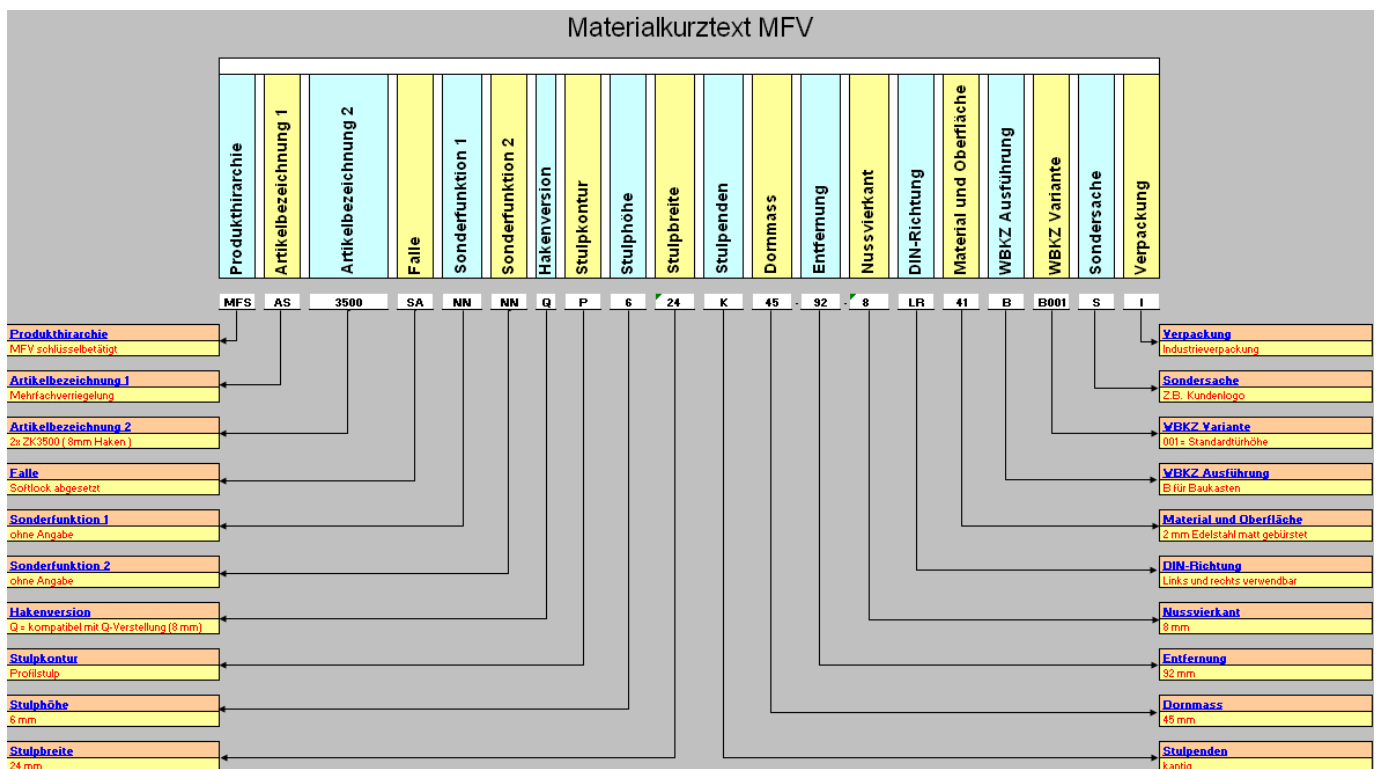 Materialkurztext MFV
Produkthirarchie
Artikelbezeichnung 1
Artikelbezeichnung 2
Falle
Sonderfunktion 1
Sonderfunktion 2
Hakenversion
Stulpkontur
Stulphöhe
Stulpbreite
Stulpenden
Dornmass
Entfernung
Nussvierkant
DIN-Richtung
Material und Oberfläche
WBKZ Ausführung
WBKZ Variante
Sondersache
Verpackung
MFS AS 3500 SA NN NN Q P 6 24 K 45 - 92 - 8 LR 41 B B001 S I
Produkthirarchie
MFV schlüsselbetätigt
Artikelbezeichnung 1
Mehrfachverriegelung
Artikelbezeichnung 2
2x ZK3500 ( 8mm Haken )
Falle
Softlock abgesetzt
Sonderfunktion 1
ohne Angabe
Sonderfunktion 2
ohne Angabe
Hakenversion
Q = kompatibel mit Q-Verstellung (8 mm)
Stulpkontur
Profilstulp
Stulphöhe
6 mm
Stulpbreite
24 mm
Verpackung
Industrieverpackung
Sondersache
Z.B. Kundenlogo
WBKZ Variante
001 = Standardtürhöhe
WBKZ Ausführung
B für Baukasten
Material und Oberfläche
2 mm Edelstahl matt gebürstet
DIN-Richtung
Links und rechts verwendbar
Nussvierkant
8 mm
Entfernung
92 mm
Dornmass
45 mm
Stulpenden
kantig